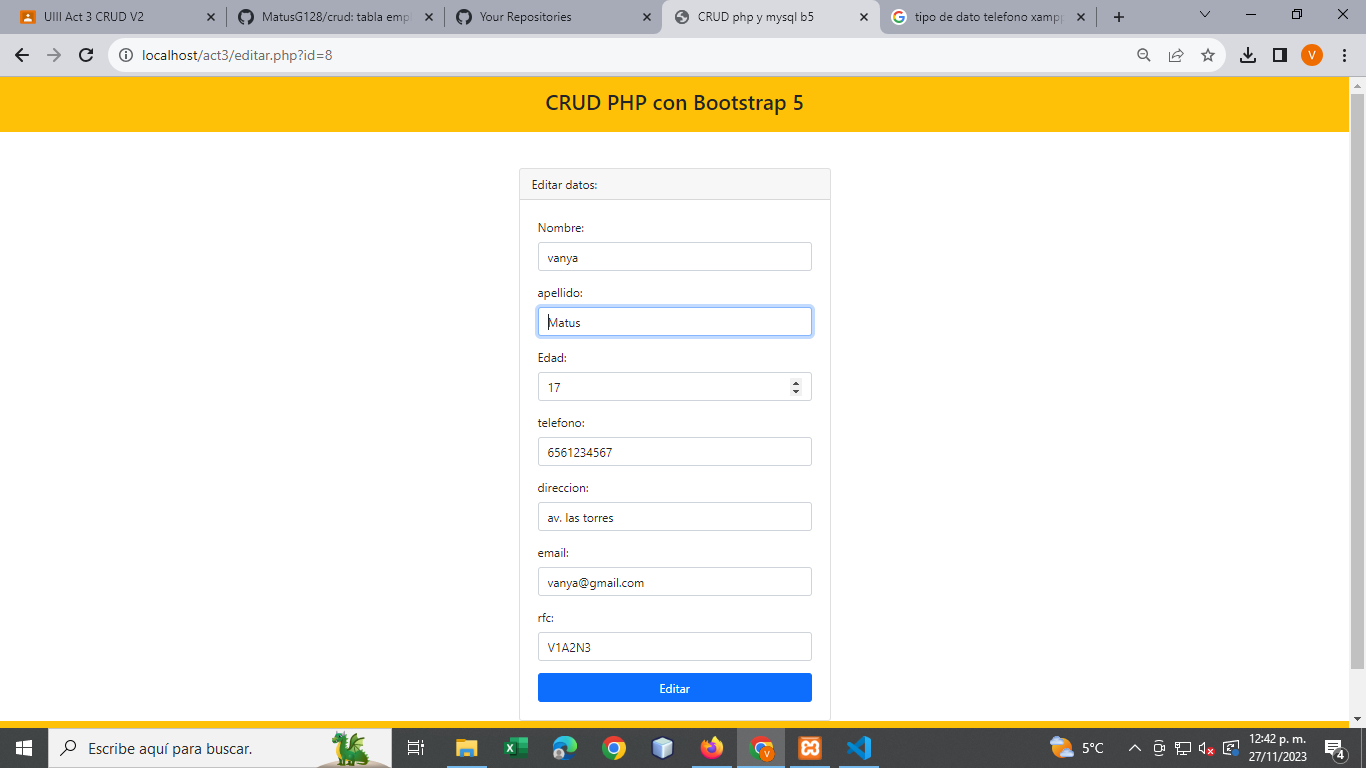 UIII Act 3 CRUD V2
MatusG128/crud: tabla empl
Your Repositories
CRUD php y mysql b5
tipo de dato telefono xampp
localhost/act3/editar.php?id=8
V
CRUD PHP con Bootstrap 5
Editar datos:
Nombre:
vanya
apellido:
Matus
Edad:
17
telefono:
6561234567
direccion:
av. las torres
email:
vanya@gmail.com
rfc:
V1A2N3
Editar
Escribe aquí para buscar.
5°C
12:42 p. m.
27/11/2023
4